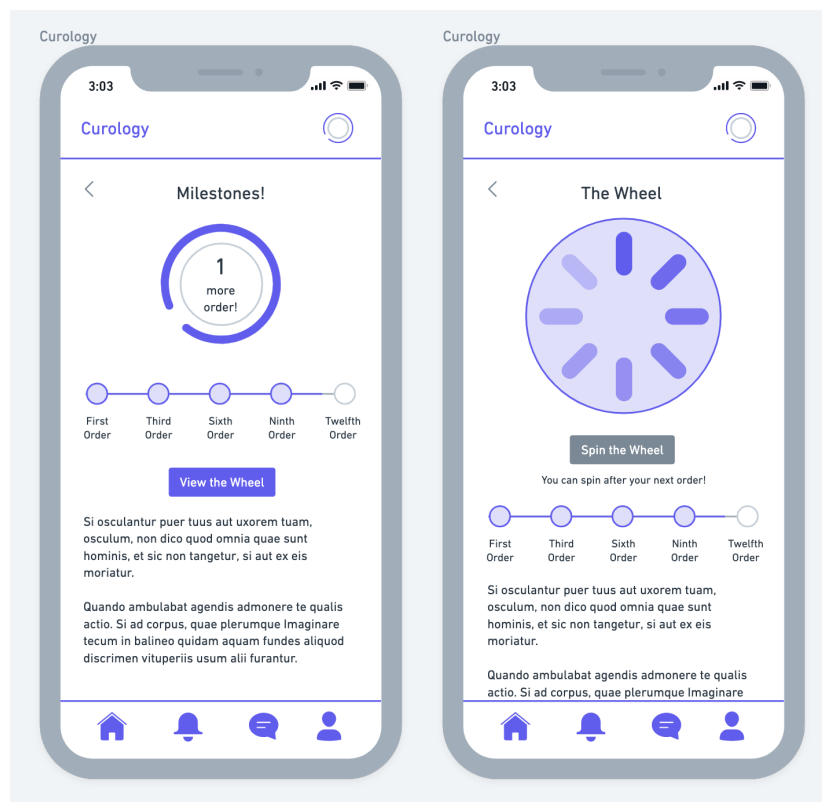 Curology
3:03
Curology
Milestones!
1
more
order!
First
Order
Third
Order
Sixth
Order
Ninth
Order
Twelfth
Order
View the Wheel
Si osculantur puer tuus aut uxorem tuam,
osculum, non dico quod omnia quae sunt
hominis, et sic non tangetur, si aut ex eis
moriatur.
Quando ambulabat agendis admonere te qualis
actio. Si ad corpus, quae plerumque Imaginare
tecum in balineo quidam aquam fundes aliquod
discrimen vituperiis usum alii furantur.
Curology
3:03
Curology
The Wheel
Spin the Wheel
You can spin after your next order!
First
Order
Third
Order
Sixth
Order
Ninth
Order
Twelfth
Order
Si osculantur puer tuus aut uxorem tuam,
osculum, non dico quod omnia quae sunt
hominis, et sic non tangetur, si aut ex eis
moriatur.
Quando ambulabat agendis admonere te qualis
actio. Si ad corpus, quae plerumque Imaginare